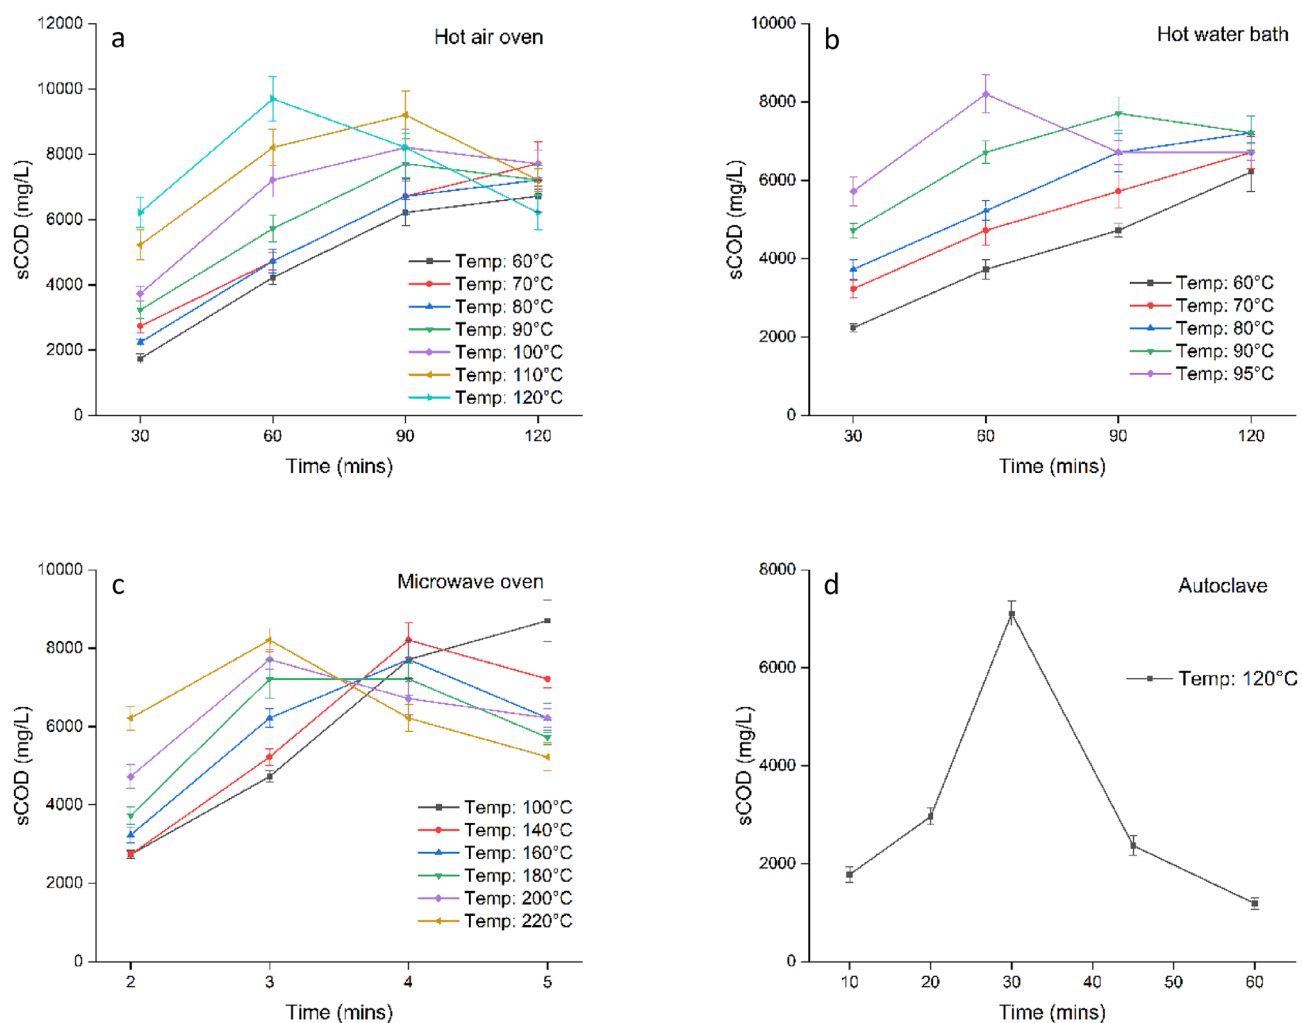 a
Hot air oven
12000
10000
8000
6000
4000
2000
0
sCOD (mg/L)
Temp: 60°C
Temp: 70°C
Temp: 80°C
Temp: 90°C
Temp: 100°C
Temp: 110°C
Temp: 120°C
30 60 90 120
Time (mins)
b
Hot water bath
10000
8000
6000
4000
2000
0
sCOD (mg/L)
Temp: 60°C
Temp: 70°C
Temp: 80°C
Temp: 90°C
Temp: 95°C
30 60 90 120
Time (mins)
c
Microwave oven
10000
8000
6000
4000
2000
0
sCOD (mg/L)
Temp: 100°C
Temp: 140°C
Temp: 160°C
Temp: 180°C
Temp: 200°C
Temp: 220°C
2 3 4 5
Time (mins)
d
Autoclave
8000
6000
4000
2000
0
sCOD (mg/L)
Temp: 120°C
10 20 30 40 50 60
Time (mins)